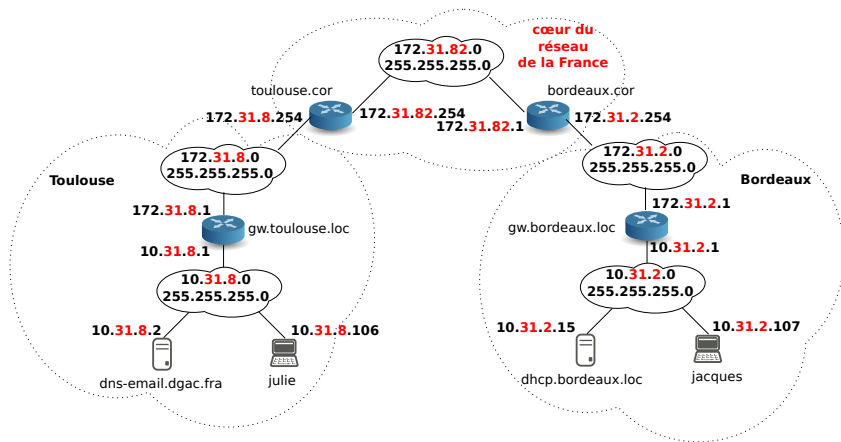 cœur du
réseau
de la France
172.31.82.0
255.255.255.0
toulouse.cor
bordeaux.cor
172.31.8.254
172.31.82.254
172.31.82.1
172.31.2.254
172.31.8.0
255.255.255.0
172.31.2.0
255.255.255.0
Toulouse
Bordeaux
172.31.8.1
172.31.2.1
gw.toulouse.loc
gw.bordeaux.loc
10.31.8.1
10.31.2.1
10.31.8.0
255.255.255.0
10.31.2.0
255.255.255.0
10.31.8.2
10.31.8.106
10.31.2.15
10.31.2.107
dns-email.dgac.fra
julie
dhcp.bordeaux.loc
jacques